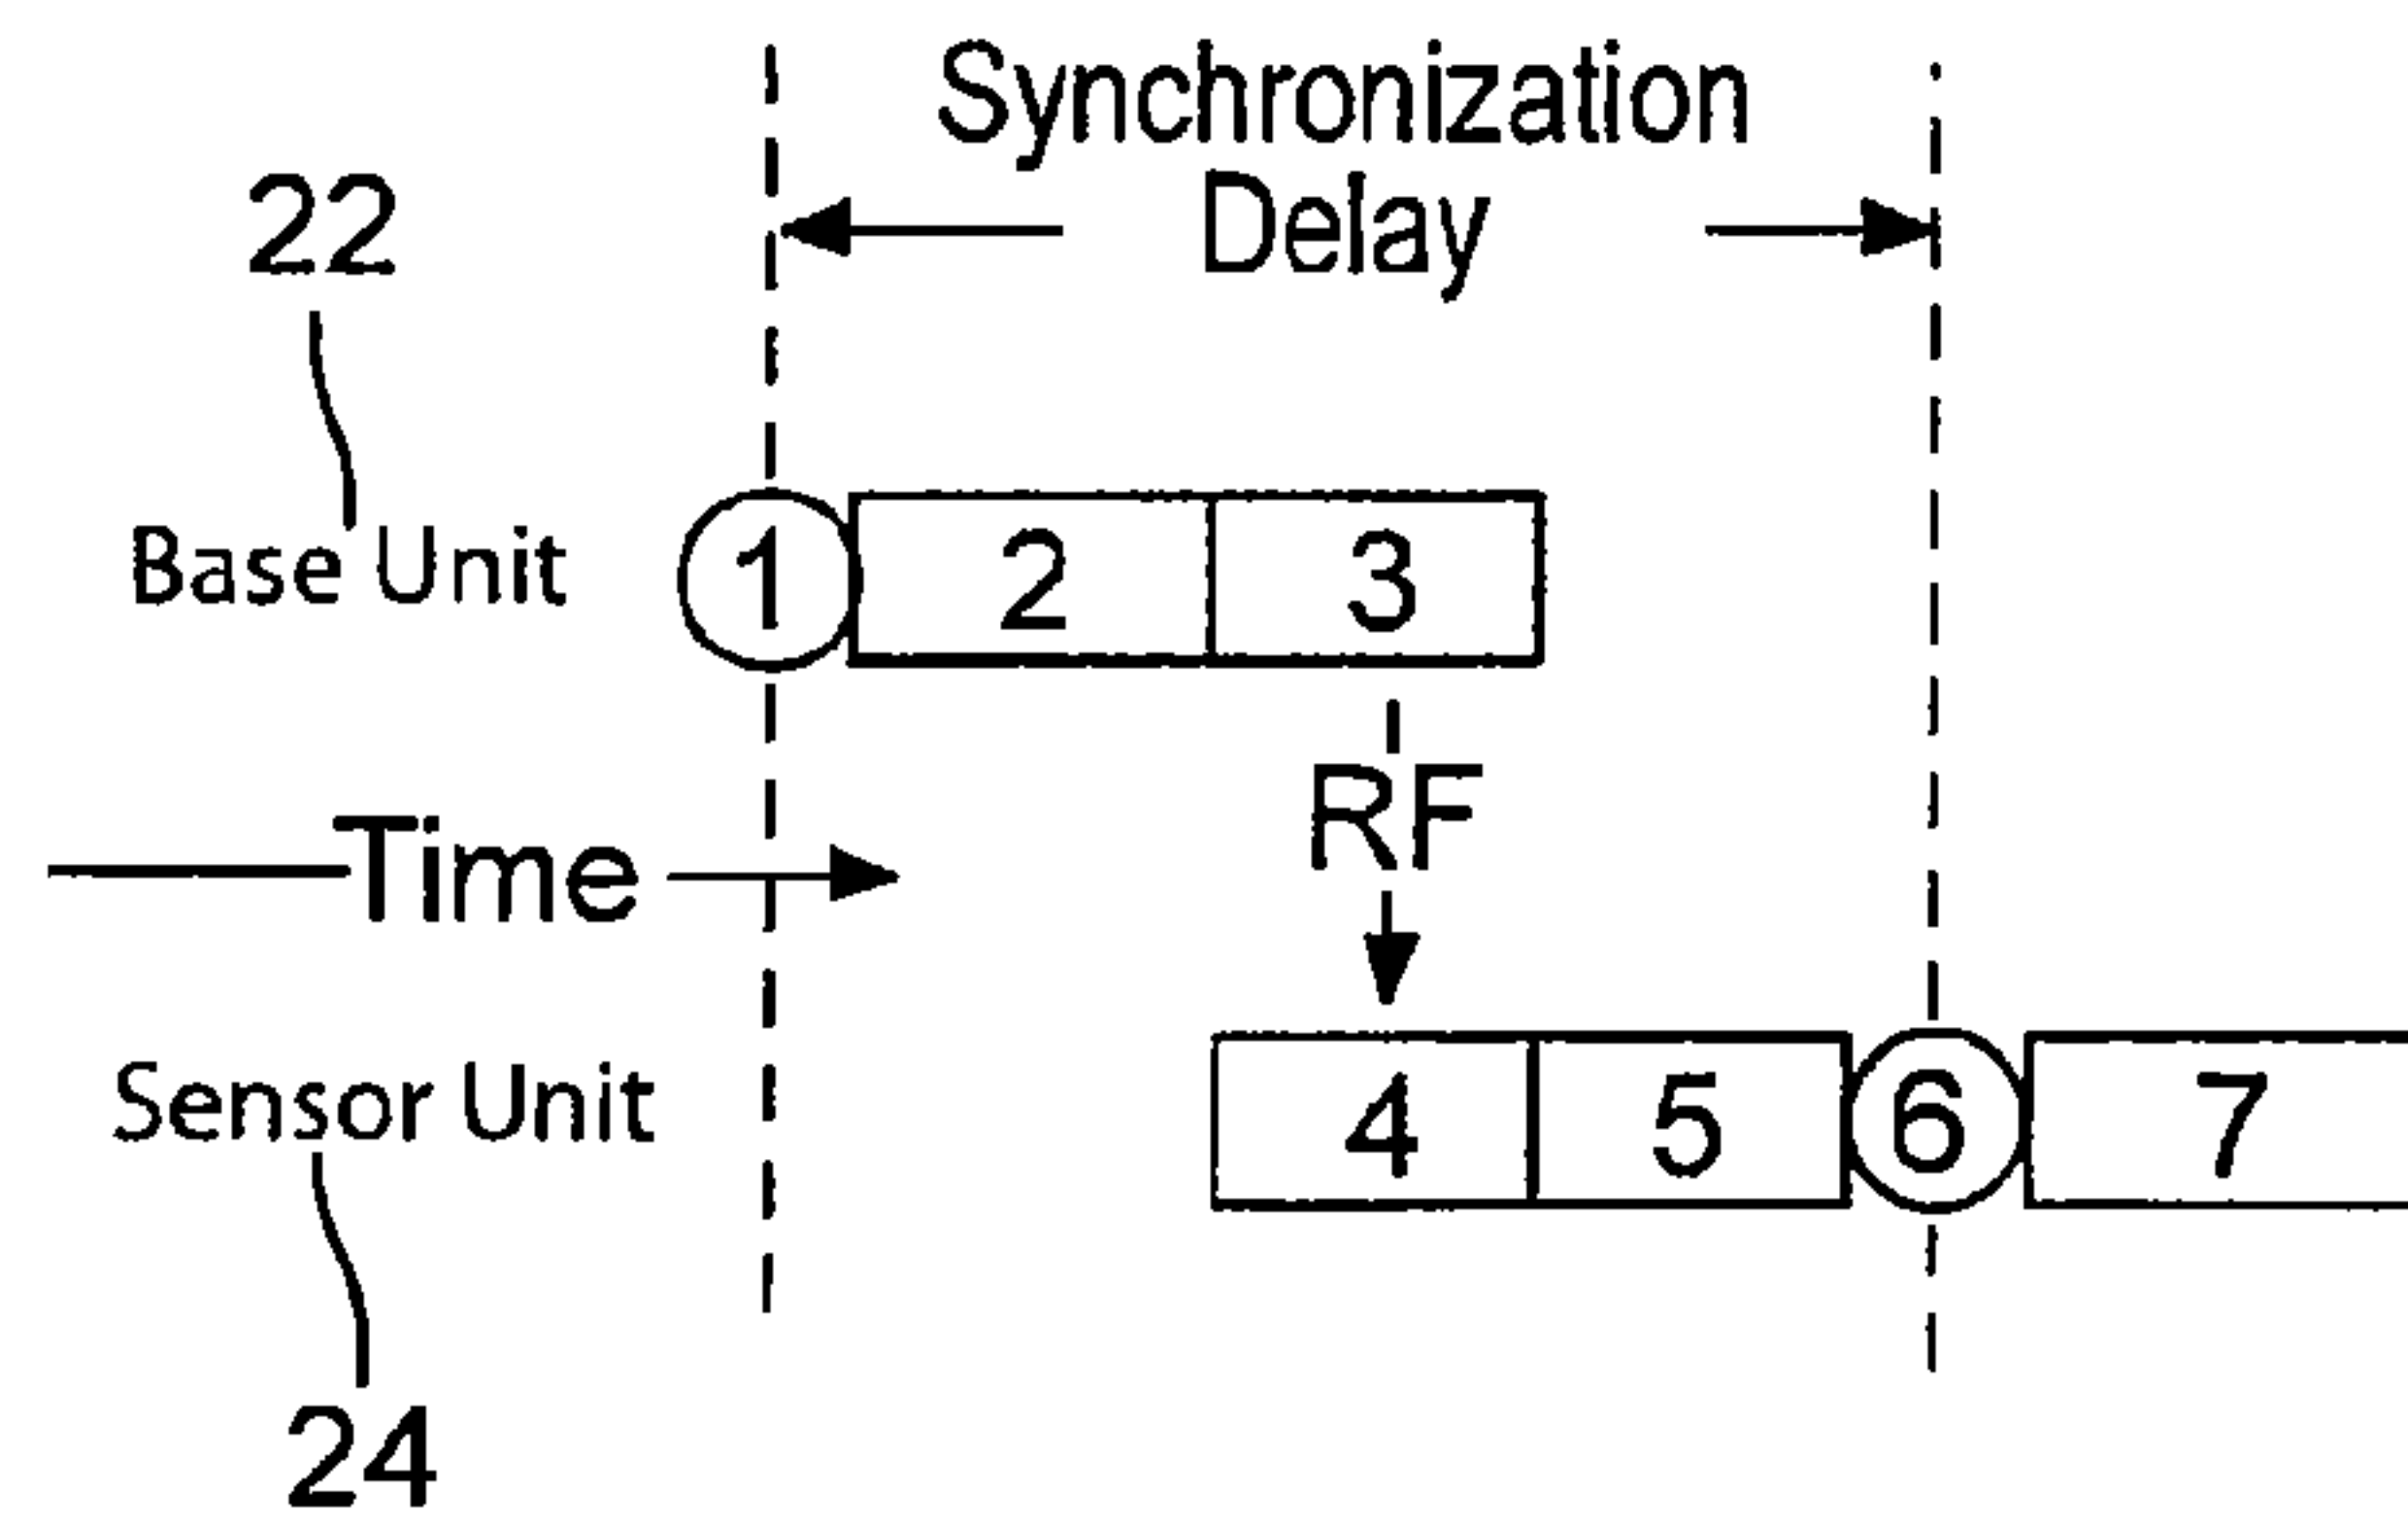 Synchronization
Delay
22
Base Unit
1 2 3
RF
Time
Sensor Unit
4 5 6 7
24